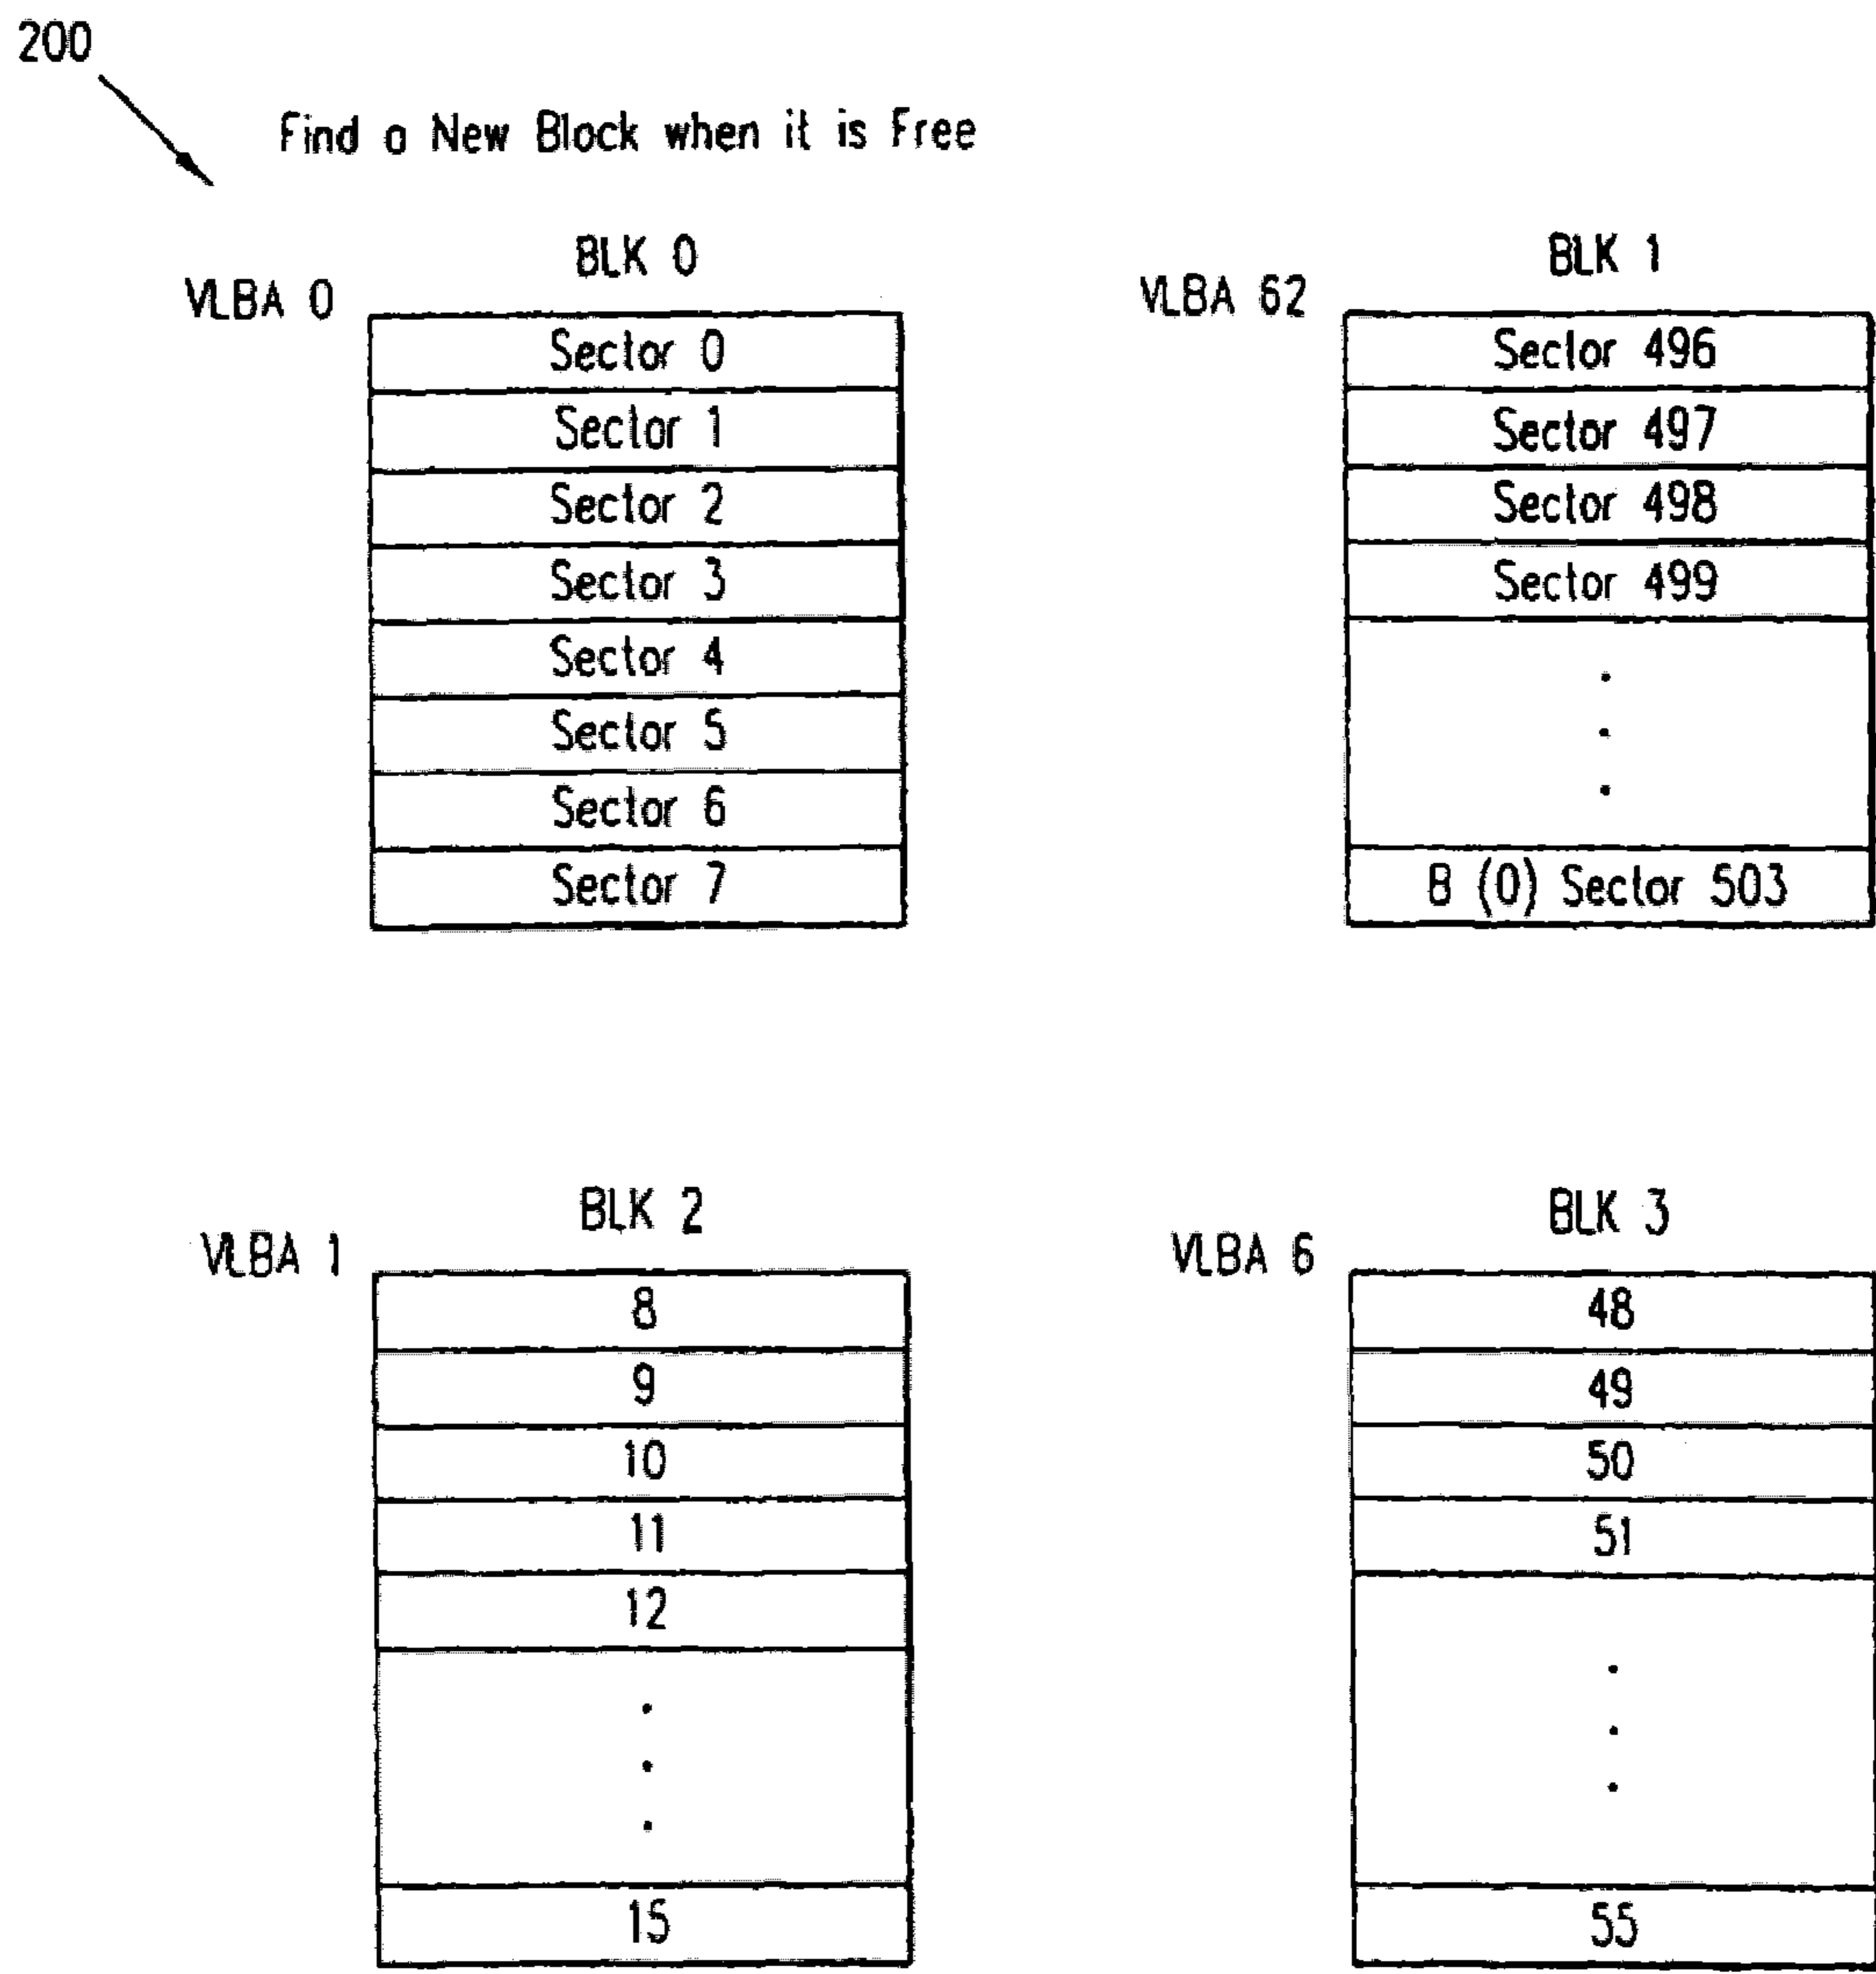 200
Find a New Block when it is Free
BLK 0
VLBA 0
Sector 0
Sector 1
Sector 2
Sector 3
Sector 4
Sector 5
Sector 6
Sector 7
BLK 1
VLBA 62
Sector 496
Sector 497
Sector 498
Sector 499
8 (0) Sector 503
BLK 2
VLBA 1
8
9
10
11
12
15
BLK 3
VLBA 6
48
49
50
51
55